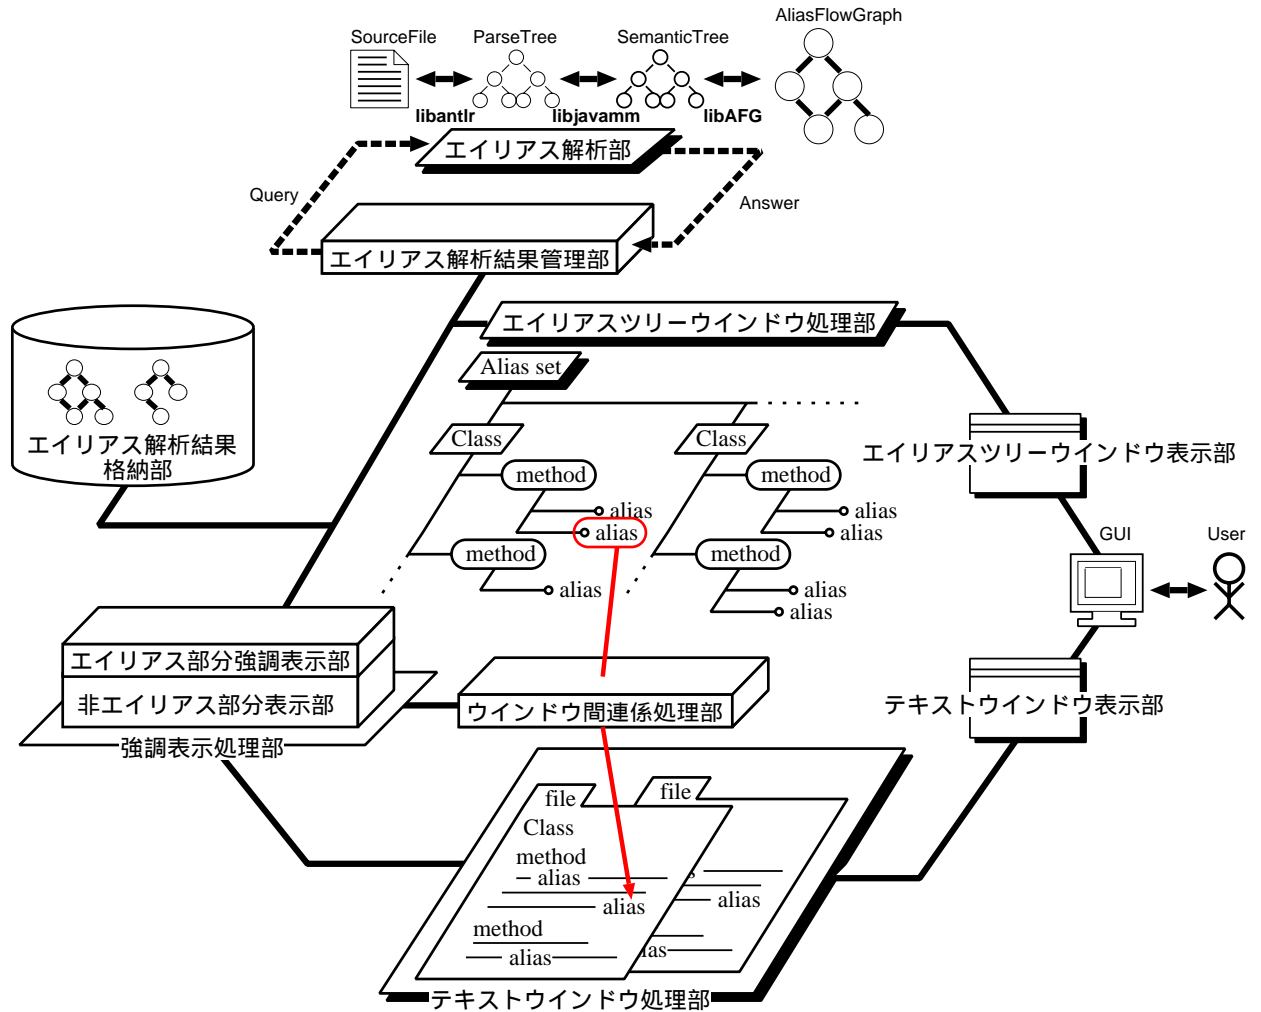 AliasFlowGraph
SourceFile
ParseTree
SemanticTree
libantlr
libjavamm
libAFG
エイリアス解析部
Query
Answer
エイリアス解析結果管理部
エイリアスツリーウインドウ処理部
Alias set
エイリアス解析結果
格納部
Class
Class
エイリアスツリーウインドウ表示部
method
method
alias
alias
alias
alias
method
method
alias
alias
alias
GUI
User
エイリアス部分強調表示部
非エイリアス部分表示部
強調表示処理部
ウインドウ間連係処理部
テキストウインドウ表示部
file
file
Class
method
alias
s
alias
alias
method
alias
ias
テキストウインドウ処理部